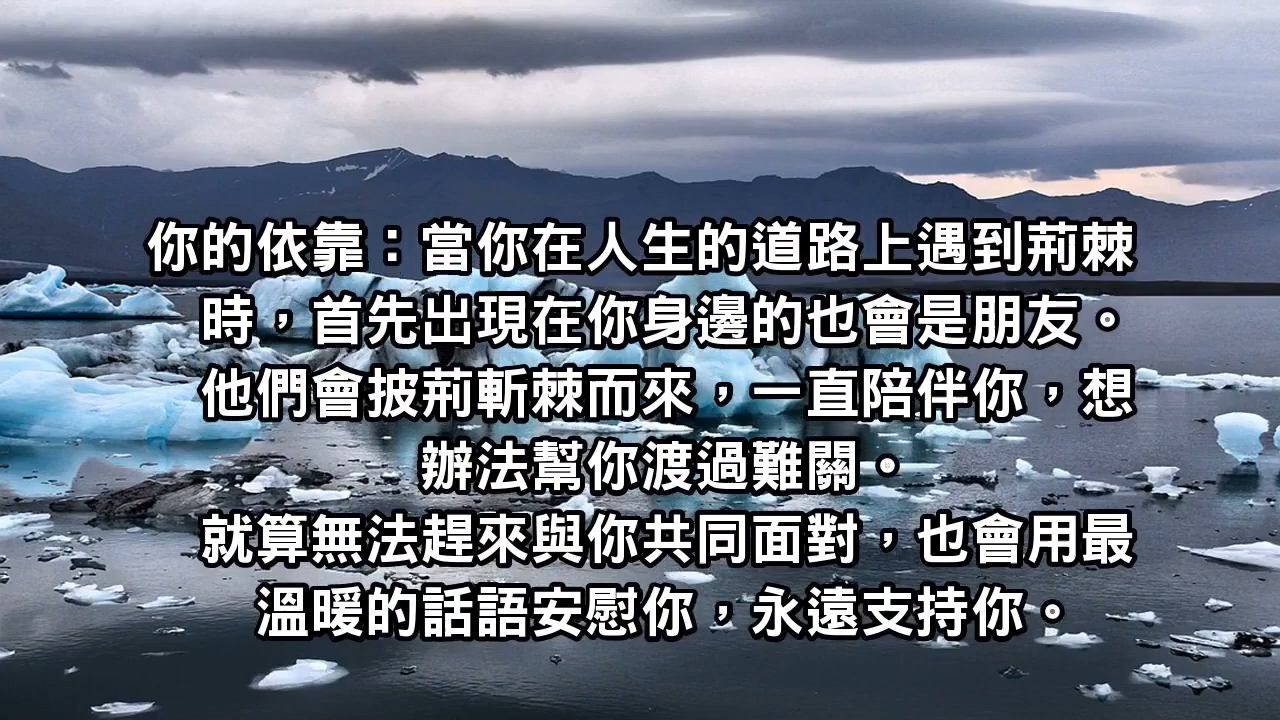 你的依靠：當你在人生的道路上遇到荊棘
時，首先出現在你身邊的也會是朋友。
他們會披荊斬棘而來，一直陪伴你，想
辦法幫你渡過難關。
就算無法趕來與你共同面對，也會用最
溫暖的話語安慰你，永遠支持你。